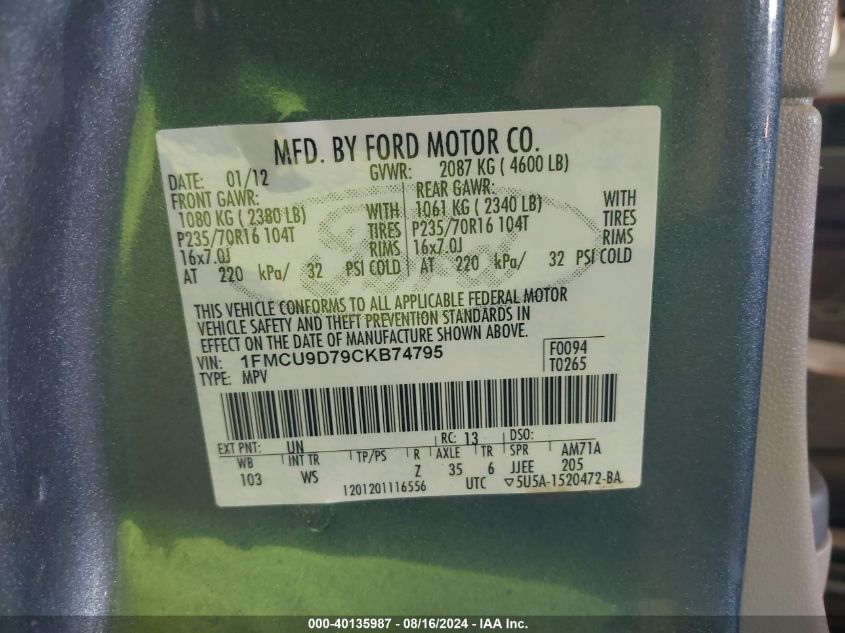 MFD. BY FORD MOTOR CO.
DATE: 01/12 GVWR: 2087 KG ( 4600 LB)
FRONT GAWR: REAR GAWR:
1080 KG ( 2380 LB) WITH 1061 KG ( 2340 LB) WITH
P235/70R16 104T TIRES P235/70R16 104T TIRES
16x7.0J RIMS 16x7.0J RIMS
AT 220 kPa/ 32 PSI COLD AT 220 kPa/ 32 PSI COLD
THIS VEHICLE CONFORMS TO ALL APPLICABLE FEDERAL MOTOR
VEHICLE SAFETY AND THEFT PREVENTION STANDARDS IN
EFFECT ON THE DATE OF MANUFACTURE SHOWN ABOVE.
VIN: 1FMCU9D79CKB74795 F0094
TYPE: MPV T0265
EXT PNT: UN RC: 13 DSO:
WB INT TR TP/PS R AXLE TR SPR AM71A
103 WS Z 35 6 JJEE 205
1201201116556 UTC ▽5U5A-1520472-BA
000-40135987 - 08/16/2024 - IAA Inc.